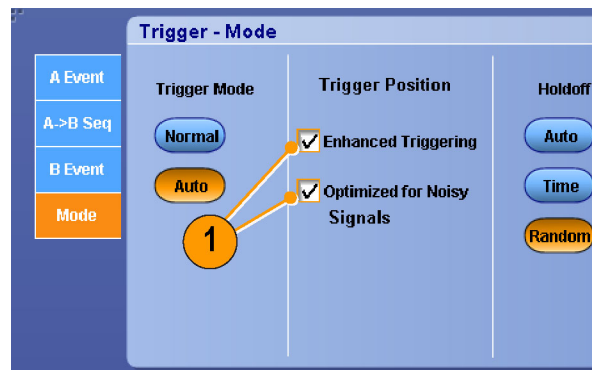 Trigger - Mode
A Event
A->B Seq
B Event
Mode
Trigger Mode
Normal
Auto
1
Trigger Position
Enhanced Triggering
Optimized for Noisy
Signals
Holdoff
Auto
Time
Random